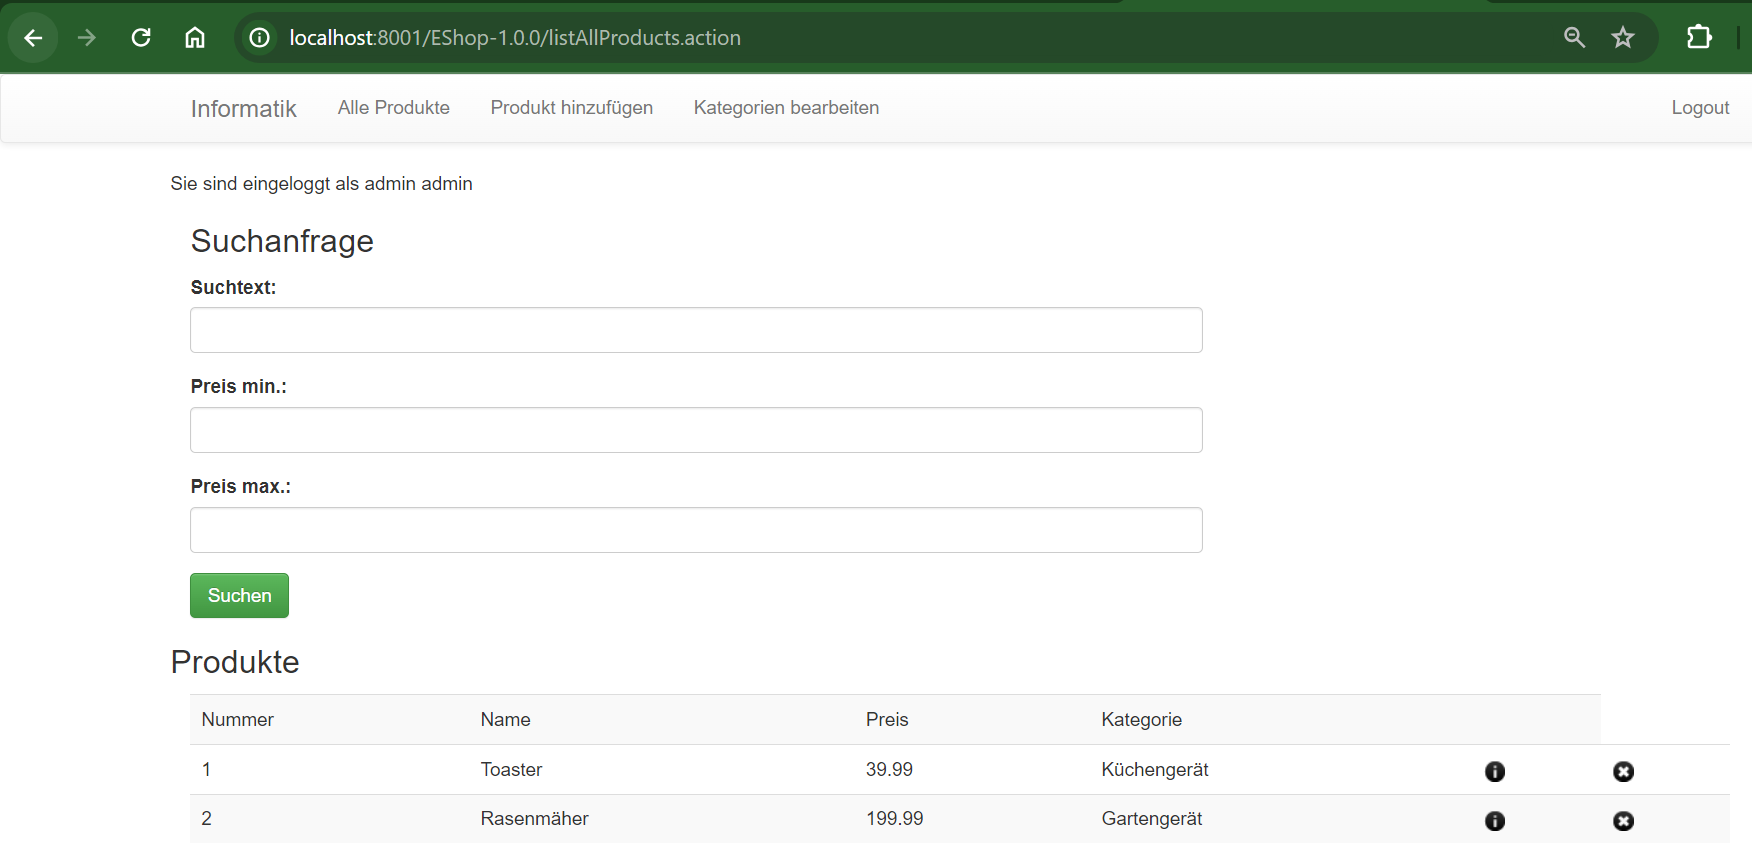 localhost:8001/EShop-1.0.0/listAllProducts.action
Informatik Alle Produkte Produkt hinzufügen Kategorien bearbeiten Logout
Sie sind eingeloggt als admin admin
Suchanfrage
Suchtext:
Preis min.:
Preis max.:
Suchen
Produkte
Nummer Name Preis Kategorie
1 Toaster 39.99 Küchengerät
2 Rasenmäher 199.99 Gartengerät